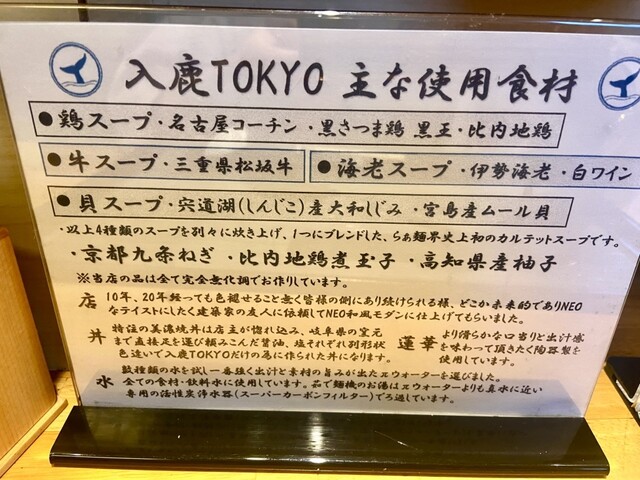 入鹿TOKYO 主な使用食材
●鶏スープ・名古屋コーチン・黒さつま鶏 黒王・比内地鶏
●牛スープ・三重県松坂牛
●海老スープ・伊勢海老・白ワイン
●貝スープ・宍道湖(しんじこ)産大和しじみ・宮島産ムール貝
・以上4種類のスープを別々に炊き上げ、1つにブレンドした、らぁ麺界史上初のカルテットスープです。
・京都九条ねぎ・比内地鶏煮玉子・高知県産柚子
※当店の品は全て完全無化調でお作りしています。
店 10年、20年経っても色褪せること無く皆様の側にあり続けられる様、どこか未来的でありNEO
なテイストにしたく建築家の友人に依頼してNEO和風モダンに仕上げてもらいました。
丼 特注の美濃焼丼は店主が惚れ込み、岐阜県の窯元
まで直接足を運び頼みこんだ醤油、塩それぞれ別形状
色違いで入鹿TOKYOだけの為に作られた丼になります。
蓮華 より滑らかな口当りと出汁感
を味わって頂きたく陶器製を
使用しています。
水 数種類の水を試し一番強く出汁と素材の旨みが出たπウォーターを選びました。
全ての食材・飲料水に使用しています。品で麺機のお湯はπウォーターよりも真水に近い
専用の活性炭浄水器(スーパーカーボンフィルター)でろ過しています。